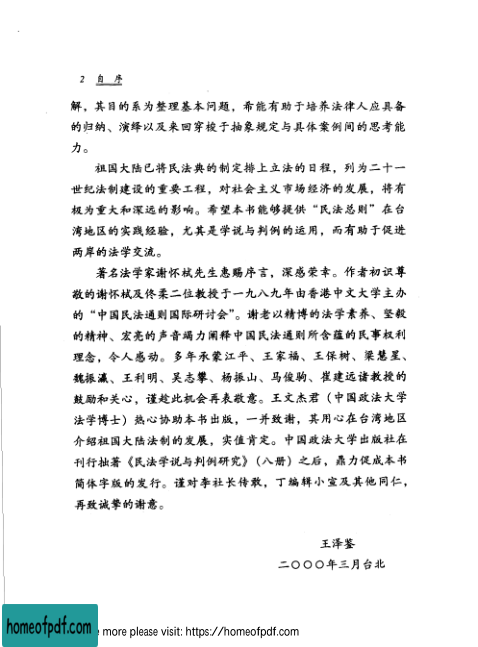 2 自 序
解，其目的系为整理基本问题，希能有助于培养法律人应具备
的归纳、演绎以及来回穿梭于抽象规定与具体案例间的思考能
力。
祖国大陆已将民法典的制定排上立法的日程，列为二十一
世纪法制建设的重要工程，对社会主义市场经济的发展，将有
极为重大和深远的影响。希望本书能够提供“民法总则”在台
湾地区的实践经验，尤其是学说与判例的运用，而有助于促进
两岸的法学交流。
著名法学家谢怀栻先生惠赐序言，深感荣幸。作者初识尊
敬的谢怀栻及佟柔二位教授于一九八九年由香港中文大学主办
的“中国民法通则国际研讨会”。谢老以精博的法学素养、坚毅
的精神、宏亮的声音竭力阐释中国民法通则所含蕴的民事权利
理念，令人感动。多年承蒙江平、王家福、王保树、梁慧星、
魏振瀛、王利明、吴志攀、杨振山、马俊驹、崔建远诸教授的
鼓励和关心，谨趁此机会再表敬意。王文杰君（中国政法大学
法学博士）热心协助本书出版，一并致谢，其用心在台湾地区
介绍祖国大陆法制的发展，实值肯定。中国政法大学出版社在
刊行拙著《民法学说与判例研究》（八册）之后，鼎力促成本书
简体字版的发行。谨对李社长传敢，丁编辑小宣及其他同仁，
再致诚挚的谢意。
王泽鉴
二〇〇〇年三月台北
homeofpdf.com
more please visit: https://homeofpdf.com